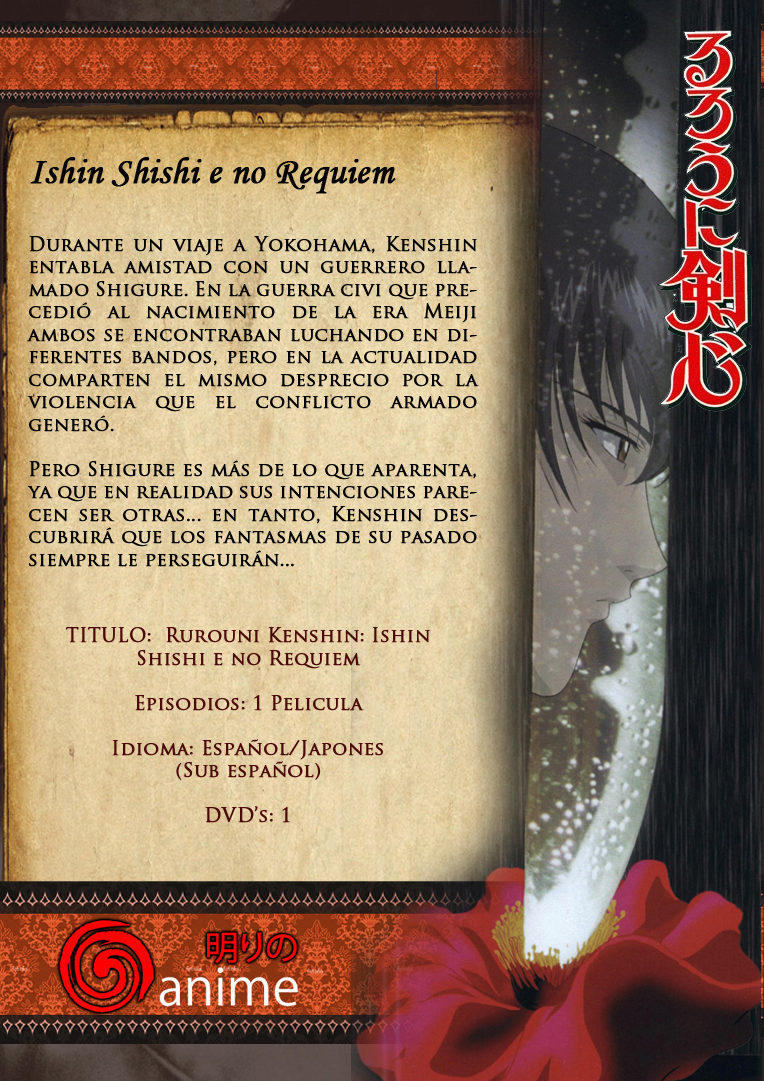 Ishin Shishi e no Requiem
Durante un viaje a Yokohama, Kenshin
entabla amistad con un guerrero lla-
mado Shigure. En la guerra civi que pre-
cedió al nacimiento de la era Meiji
ambos se encontraban luchando en di-
ferentes bandos, pero en la actualidad
comparten el mismo desprecio por la
violencia que el conflicto armado
generó.
Pero Shigure es más de lo que aparenta,
ya que en realidad sus intenciones pare-
cen ser otras... en tanto, Kenshin des-
cubrirá que los fantasmas de su pasado
siempre le perseguirán...
TITULO: Rurouni Kenshin: Ishin
Shishi e no Requiem
Episodios: 1 Pelicula
Idioma: Español/Japones
(Sub español)
DVD's: 1
るろうに剣心
明りの
anime